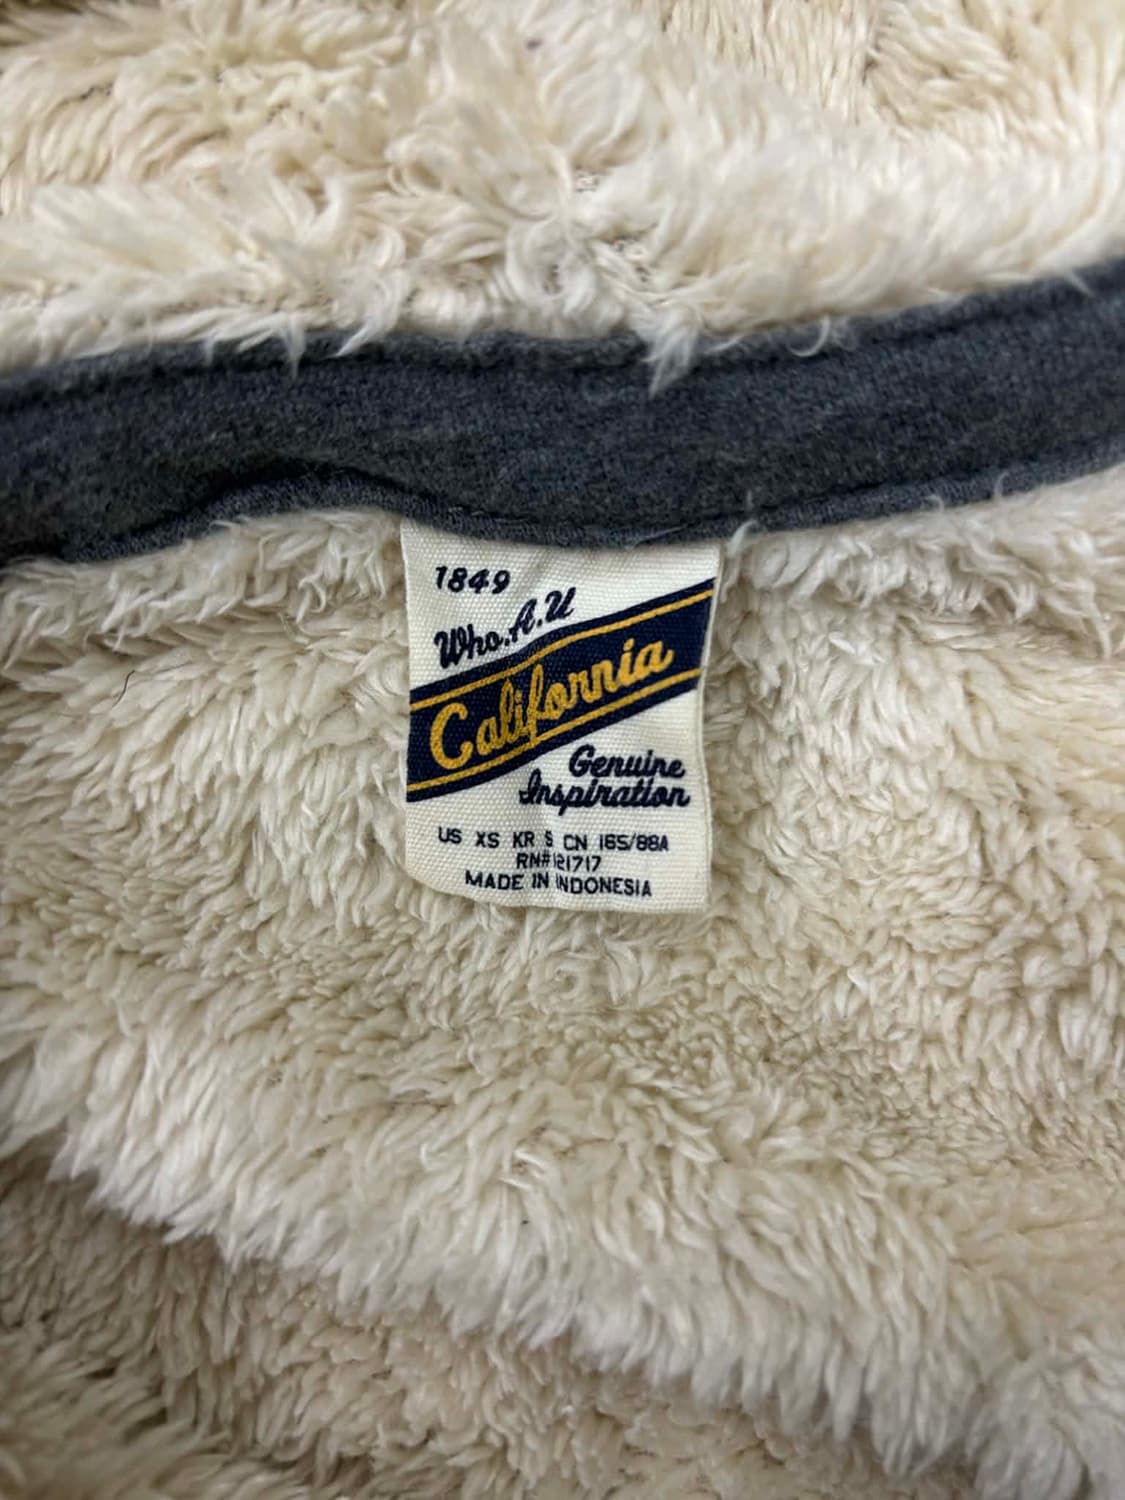 1849
Who.A.U
California
Genuine
Inspiration
US XS KR S CN 165/88A
RN#121717
MADE IN INDONESIA